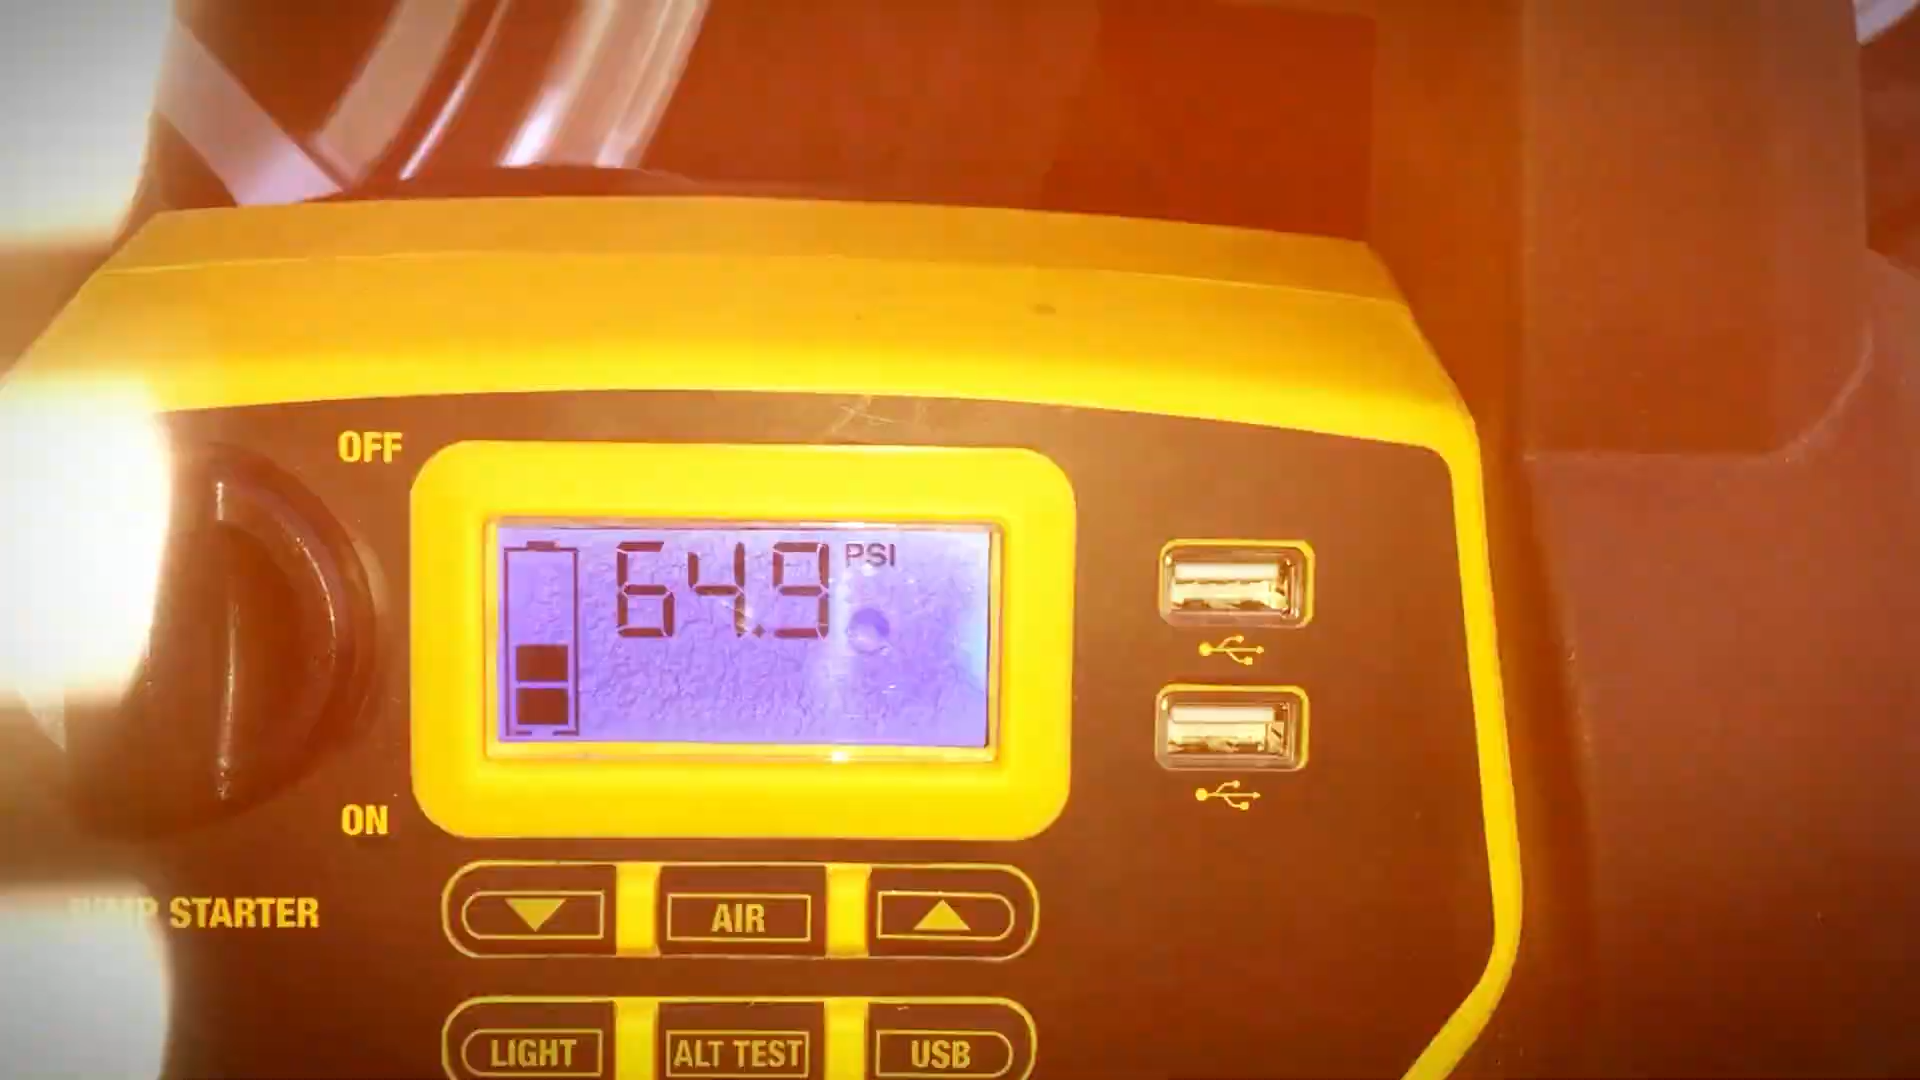 OFF
64.9 PSI
ON
JUMP STARTER
AIR
LIGHT
ALT TEST
USB